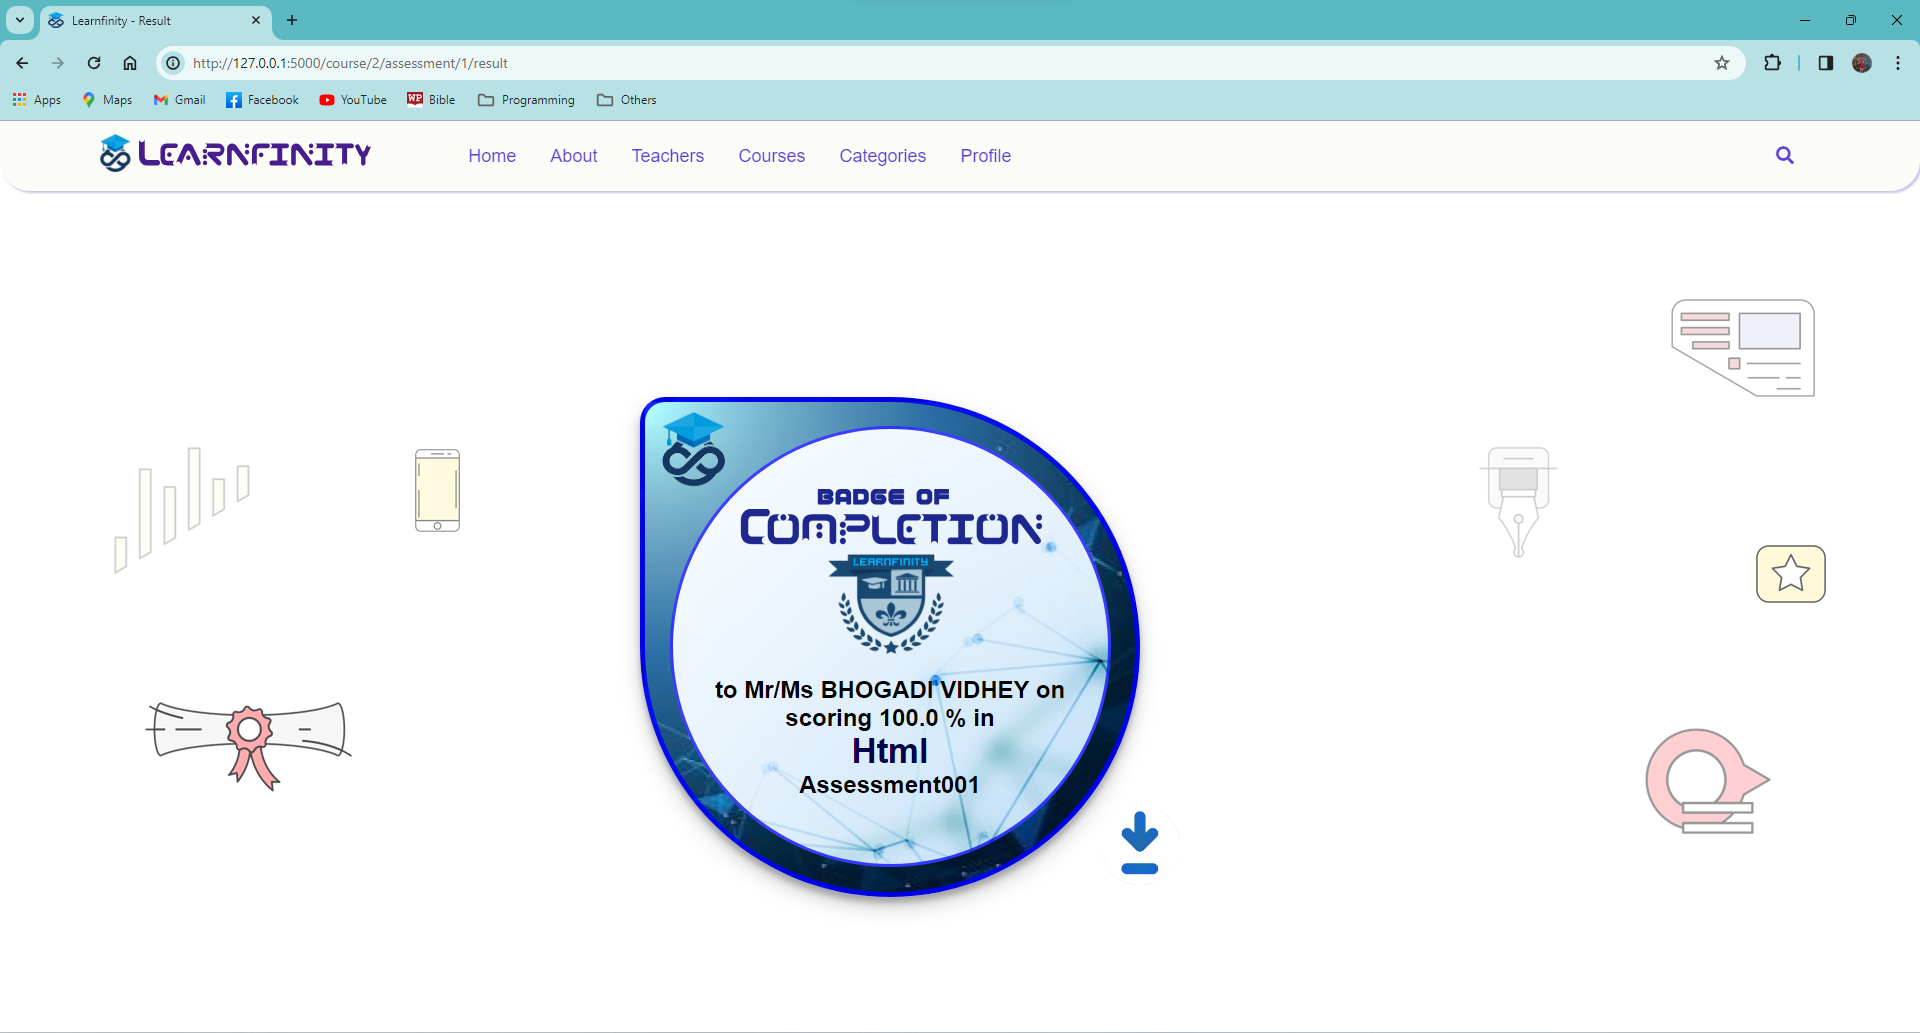 Learnfinity - Result
http://127.0.0.1:5000/course/2/assessment/1/result
Apps Maps Gmail Facebook YouTube WP Bible Programming Others
LEARNFINITY Home About Teachers Courses Categories Profile
BADGE OF
COMPLETION
LEARNFINITY
to Mr/Ms BHOGADI VIDHEY on
scoring 100.0 % in
Html
Assessment001